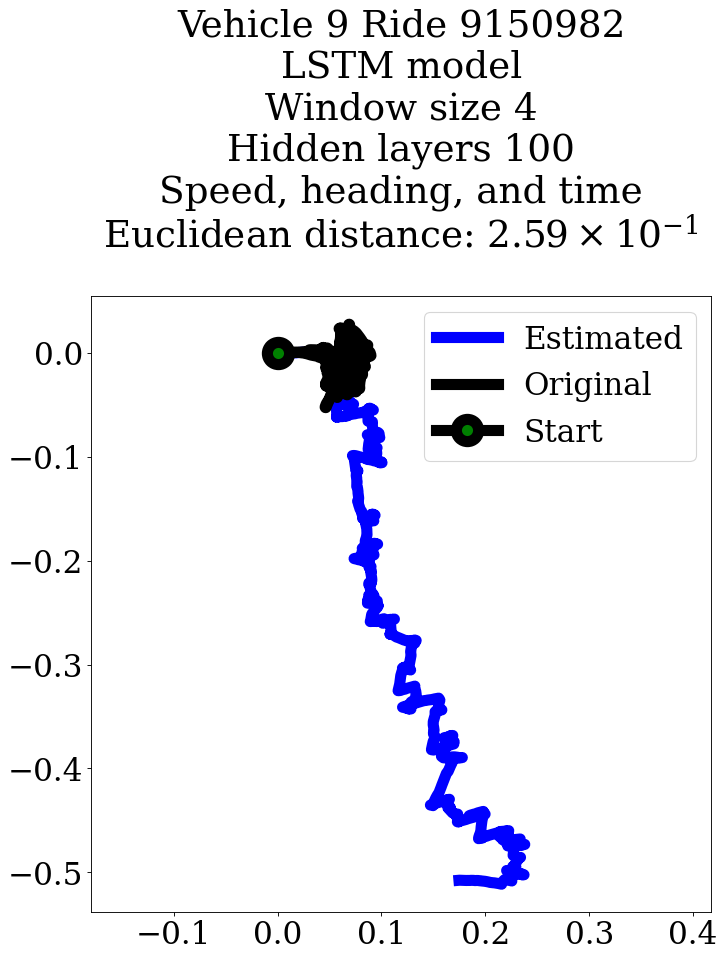 Vehicle 9 Ride 9150982
LSTM model
Window size 4
Hidden layers 100
Speed, heading, and time
Euclidean distance: 2.59 × 10⁻¹
Estimated
Original
Start
0.0
−0.1
−0.2
−0.3
−0.4
−0.5
−0.1 0.0 0.1 0.2 0.3 0.4